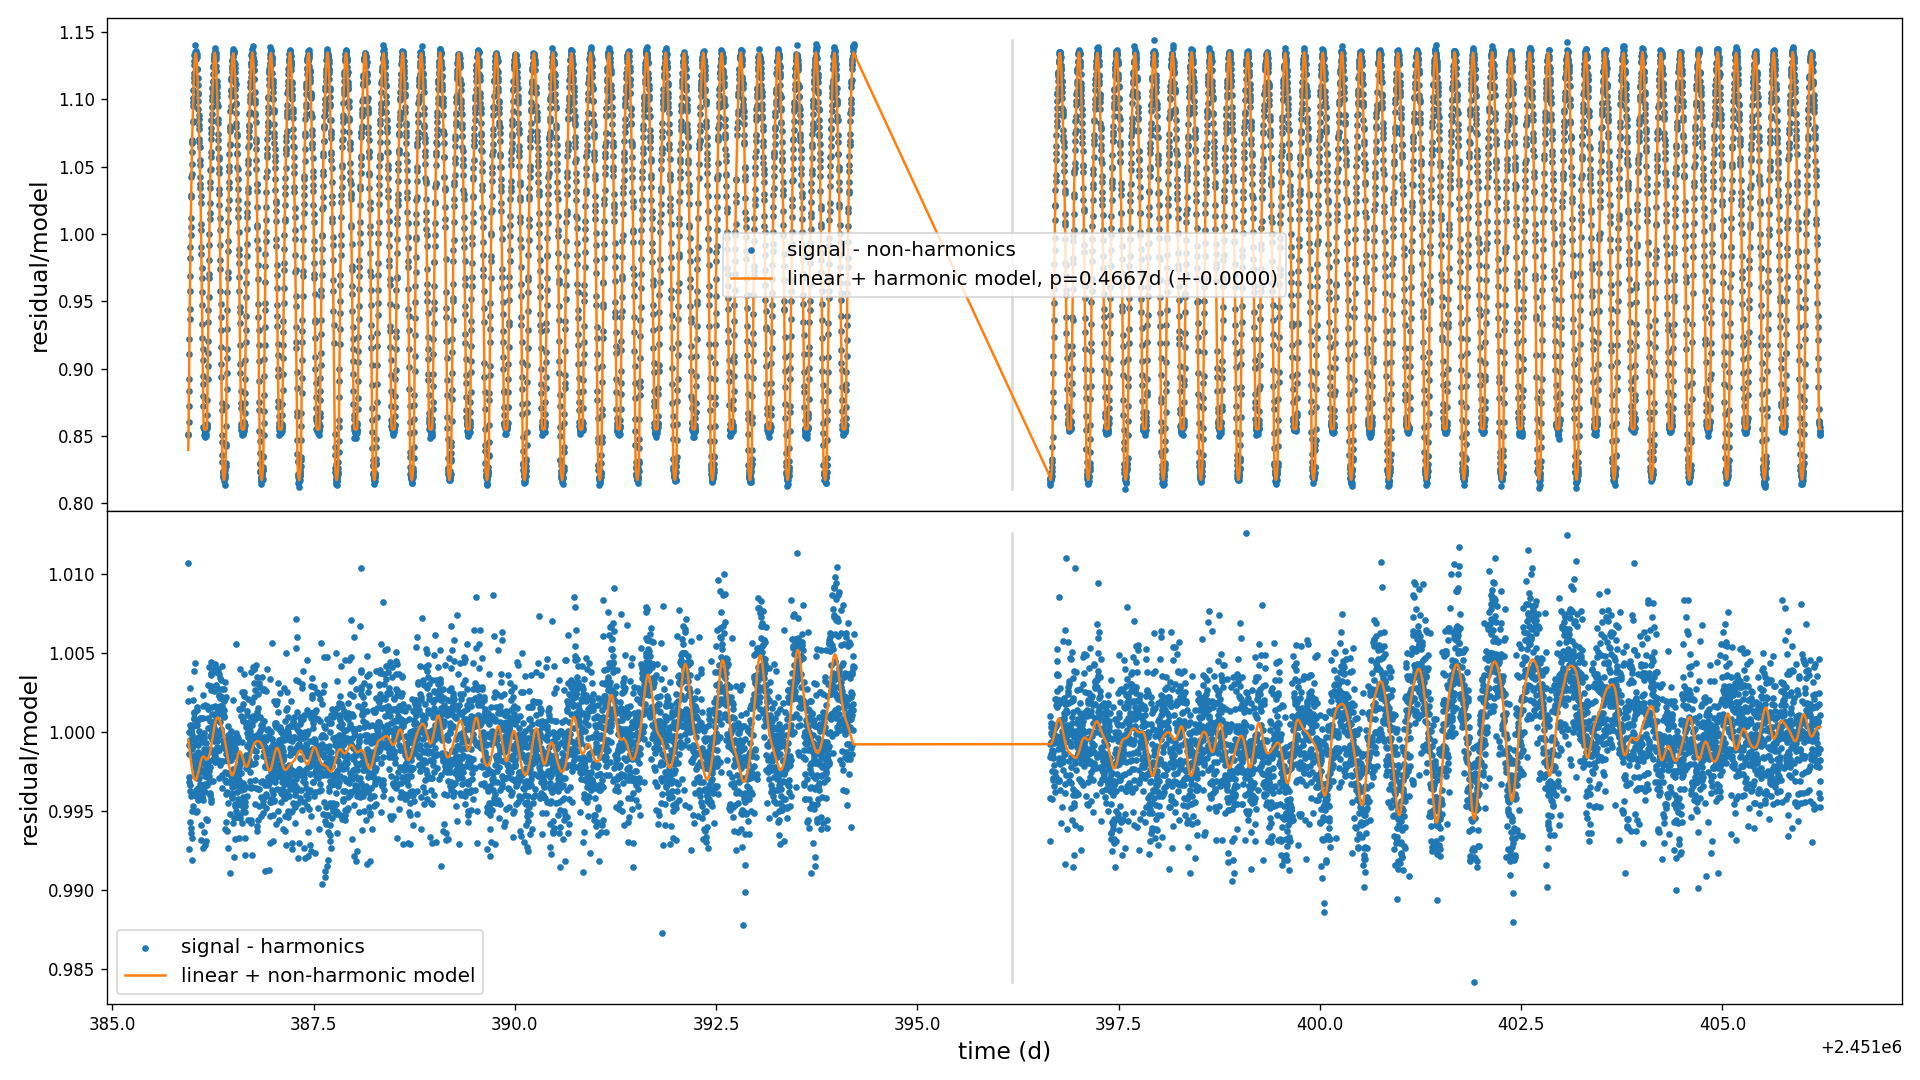 1.15
1.10
1.05
1.00
0.95
0.90
0.85
0.80
residual/model
signal - non-harmonics
linear + harmonic model, p=0.4667d (+-0.0000)
1.010
1.005
1.000
0.995
0.990
0.985
residual/model
signal - harmonics
linear + non-harmonic model
385.0 387.5 390.0 392.5 395.0 397.5 400.0 402.5 405.0
time (d)
+2.451e6